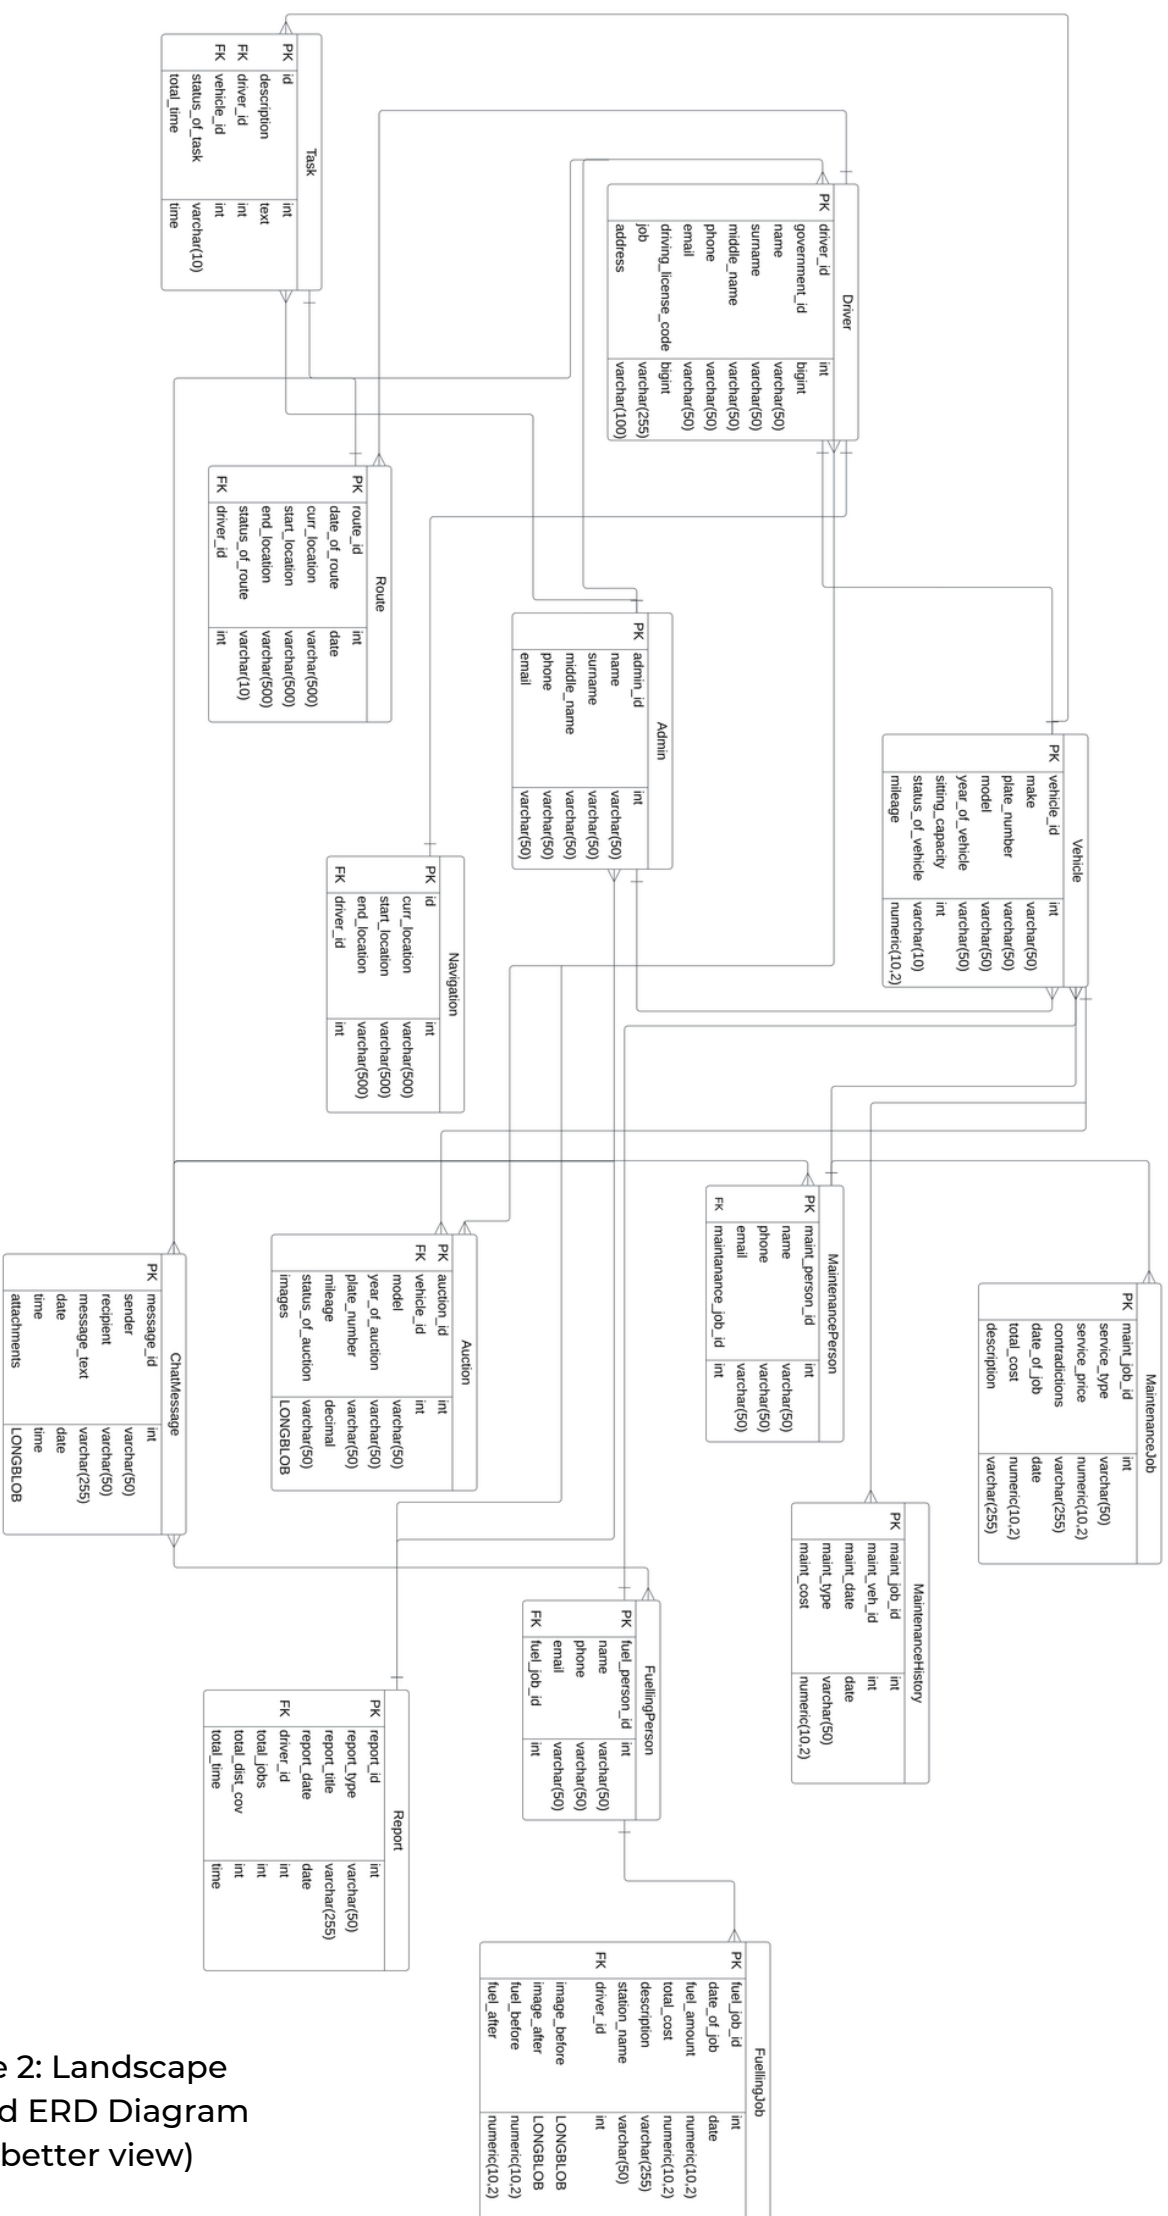 Task
PK id int
description text
FK driver_id int
FK vehicle_id int
status_of_task varchar(10)
total_time time
Driver
PK driver_id int
government_id bigint
name varchar(50)
surname varchar(50)
middle_name varchar(50)
phone varchar(50)
email varchar(50)
driving_license_code bigint
job varchar(255)
address varchar(100)
Route
PK route_id int
date_of_route date
curr_location varchar(500)
start_location varchar(500)
end_location varchar(500)
status_of_route varchar(10)
FK driver_id int
Admin
PK admin_id int
name varchar(50)
surname varchar(50)
middle_name varchar(50)
phone varchar(50)
email varchar(50)
Vehicle
PK vehicle_id int
make varchar(50)
plate_number varchar(50)
model varchar(50)
year_of_vehicle varchar(50)
sitting_capacity int
status_of_vehicle varchar(10)
mileage numeric(10,2)
Navigation
PK id int
curr_location varchar(500)
start_location varchar(500)
end_location varchar(500)
FK driver_id int
MaintenancePerson
PK maint_person_id int
name varchar(50)
phone varchar(50)
email varchar(50)
FK maintanance_job_id int
MaintenanceJob
PK maint_job_id int
service_type varchar(50)
service_price numeric(10,2)
contradictions varchar(255)
date_of_job date
total_cost numeric(10,2)
description varchar(255)
Auction
PK auction_id int
FK vehicle_id int
model varchar(50)
year_of_auction varchar(50)
plate_number varchar(50)
mileage decimal
status_of_auction varchar(50)
images LONGBLOB
ChatMessage
PK message_id int
sender varchar(50)
recipient varchar(50)
message_text varchar(255)
date date
time time
attachments LONGBLOB
MaintenanceHistory
PK maint_job_id int
maint_veh_id int
maint_date date
maint_type varchar(50)
maint_cost numeric(10,2)
FuellingPerson
PK fuel_person_id int
name varchar(50)
phone varchar(50)
email varchar(50)
FK fuel_job_id int
Report
PK report_id int
report_type varchar(50)
report_title varchar(255)
report_date date
FK driver_id int
total_jobs int
total_dist_cov int
total_time time
FuellingJob
PK fuel_job_id int
date_of_job date
fuel_amount numeric(10,2)
total_cost numeric(10,2)
description varchar(255)
station_name varchar(50)
FK driver_id int
image_before LONGBLOB
image_after LONGBLOB
fuel_before numeric(10,2)
fuel_after numeric(10,2)
e 2: Landscape
d ERD Diagram
better view)